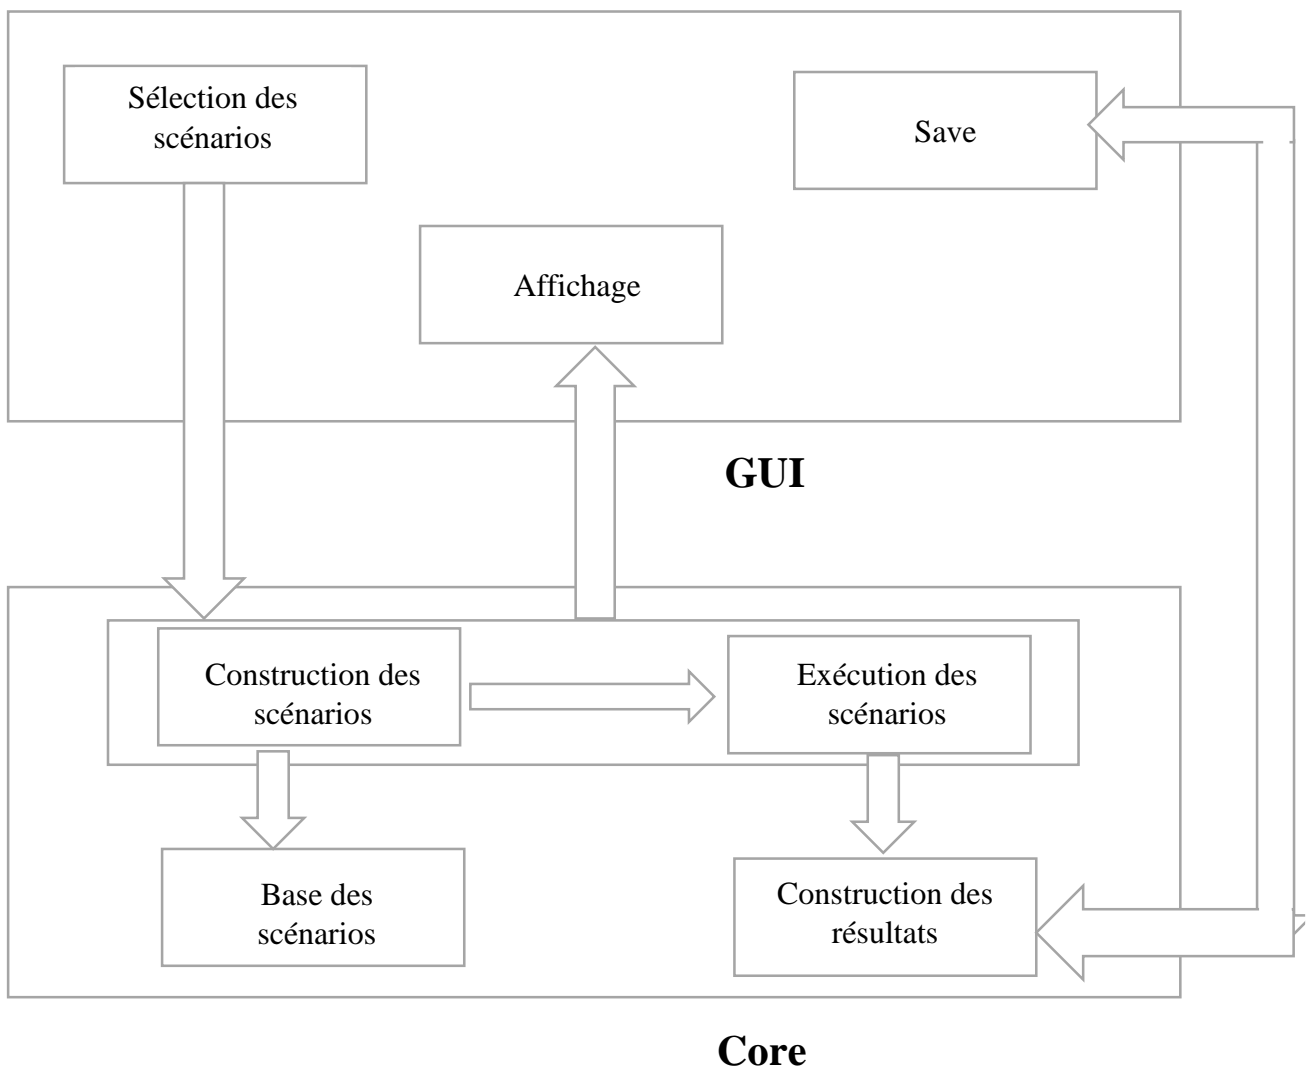 Sélection des
scénarios
Save
Affichage
GUI
Construction des
scénarios
Exécution des
scénarios
Base des
scénarios
Construction des
résultats
Core